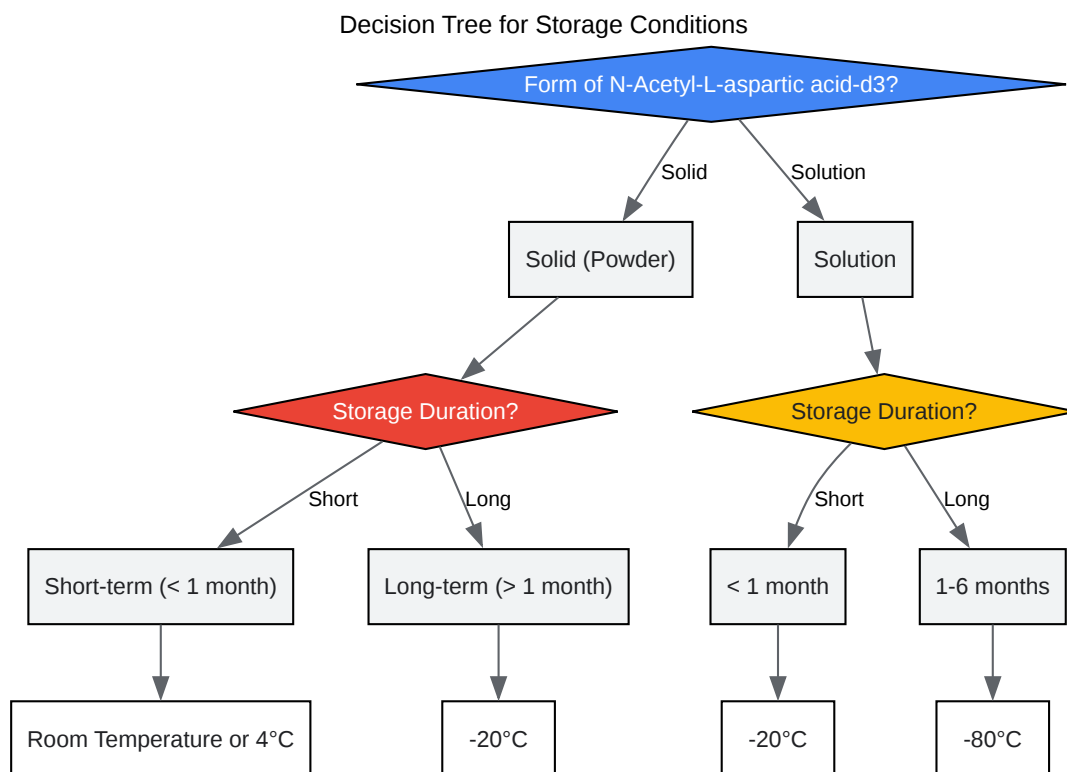 Decision Tree for Storage Conditions
Form of N-Acetyl-L-aspartic acid-d3?
Solid
Solution
Solid (Powder)
Solution
Storage Duration?
Storage Duration?
Short
Long
Short
Long
Short-term (< 1 month)
Long-term (> 1 month)
< 1 month
1-6 months
Room Temperature or 4°C
-20°C
-20°C
-80°C